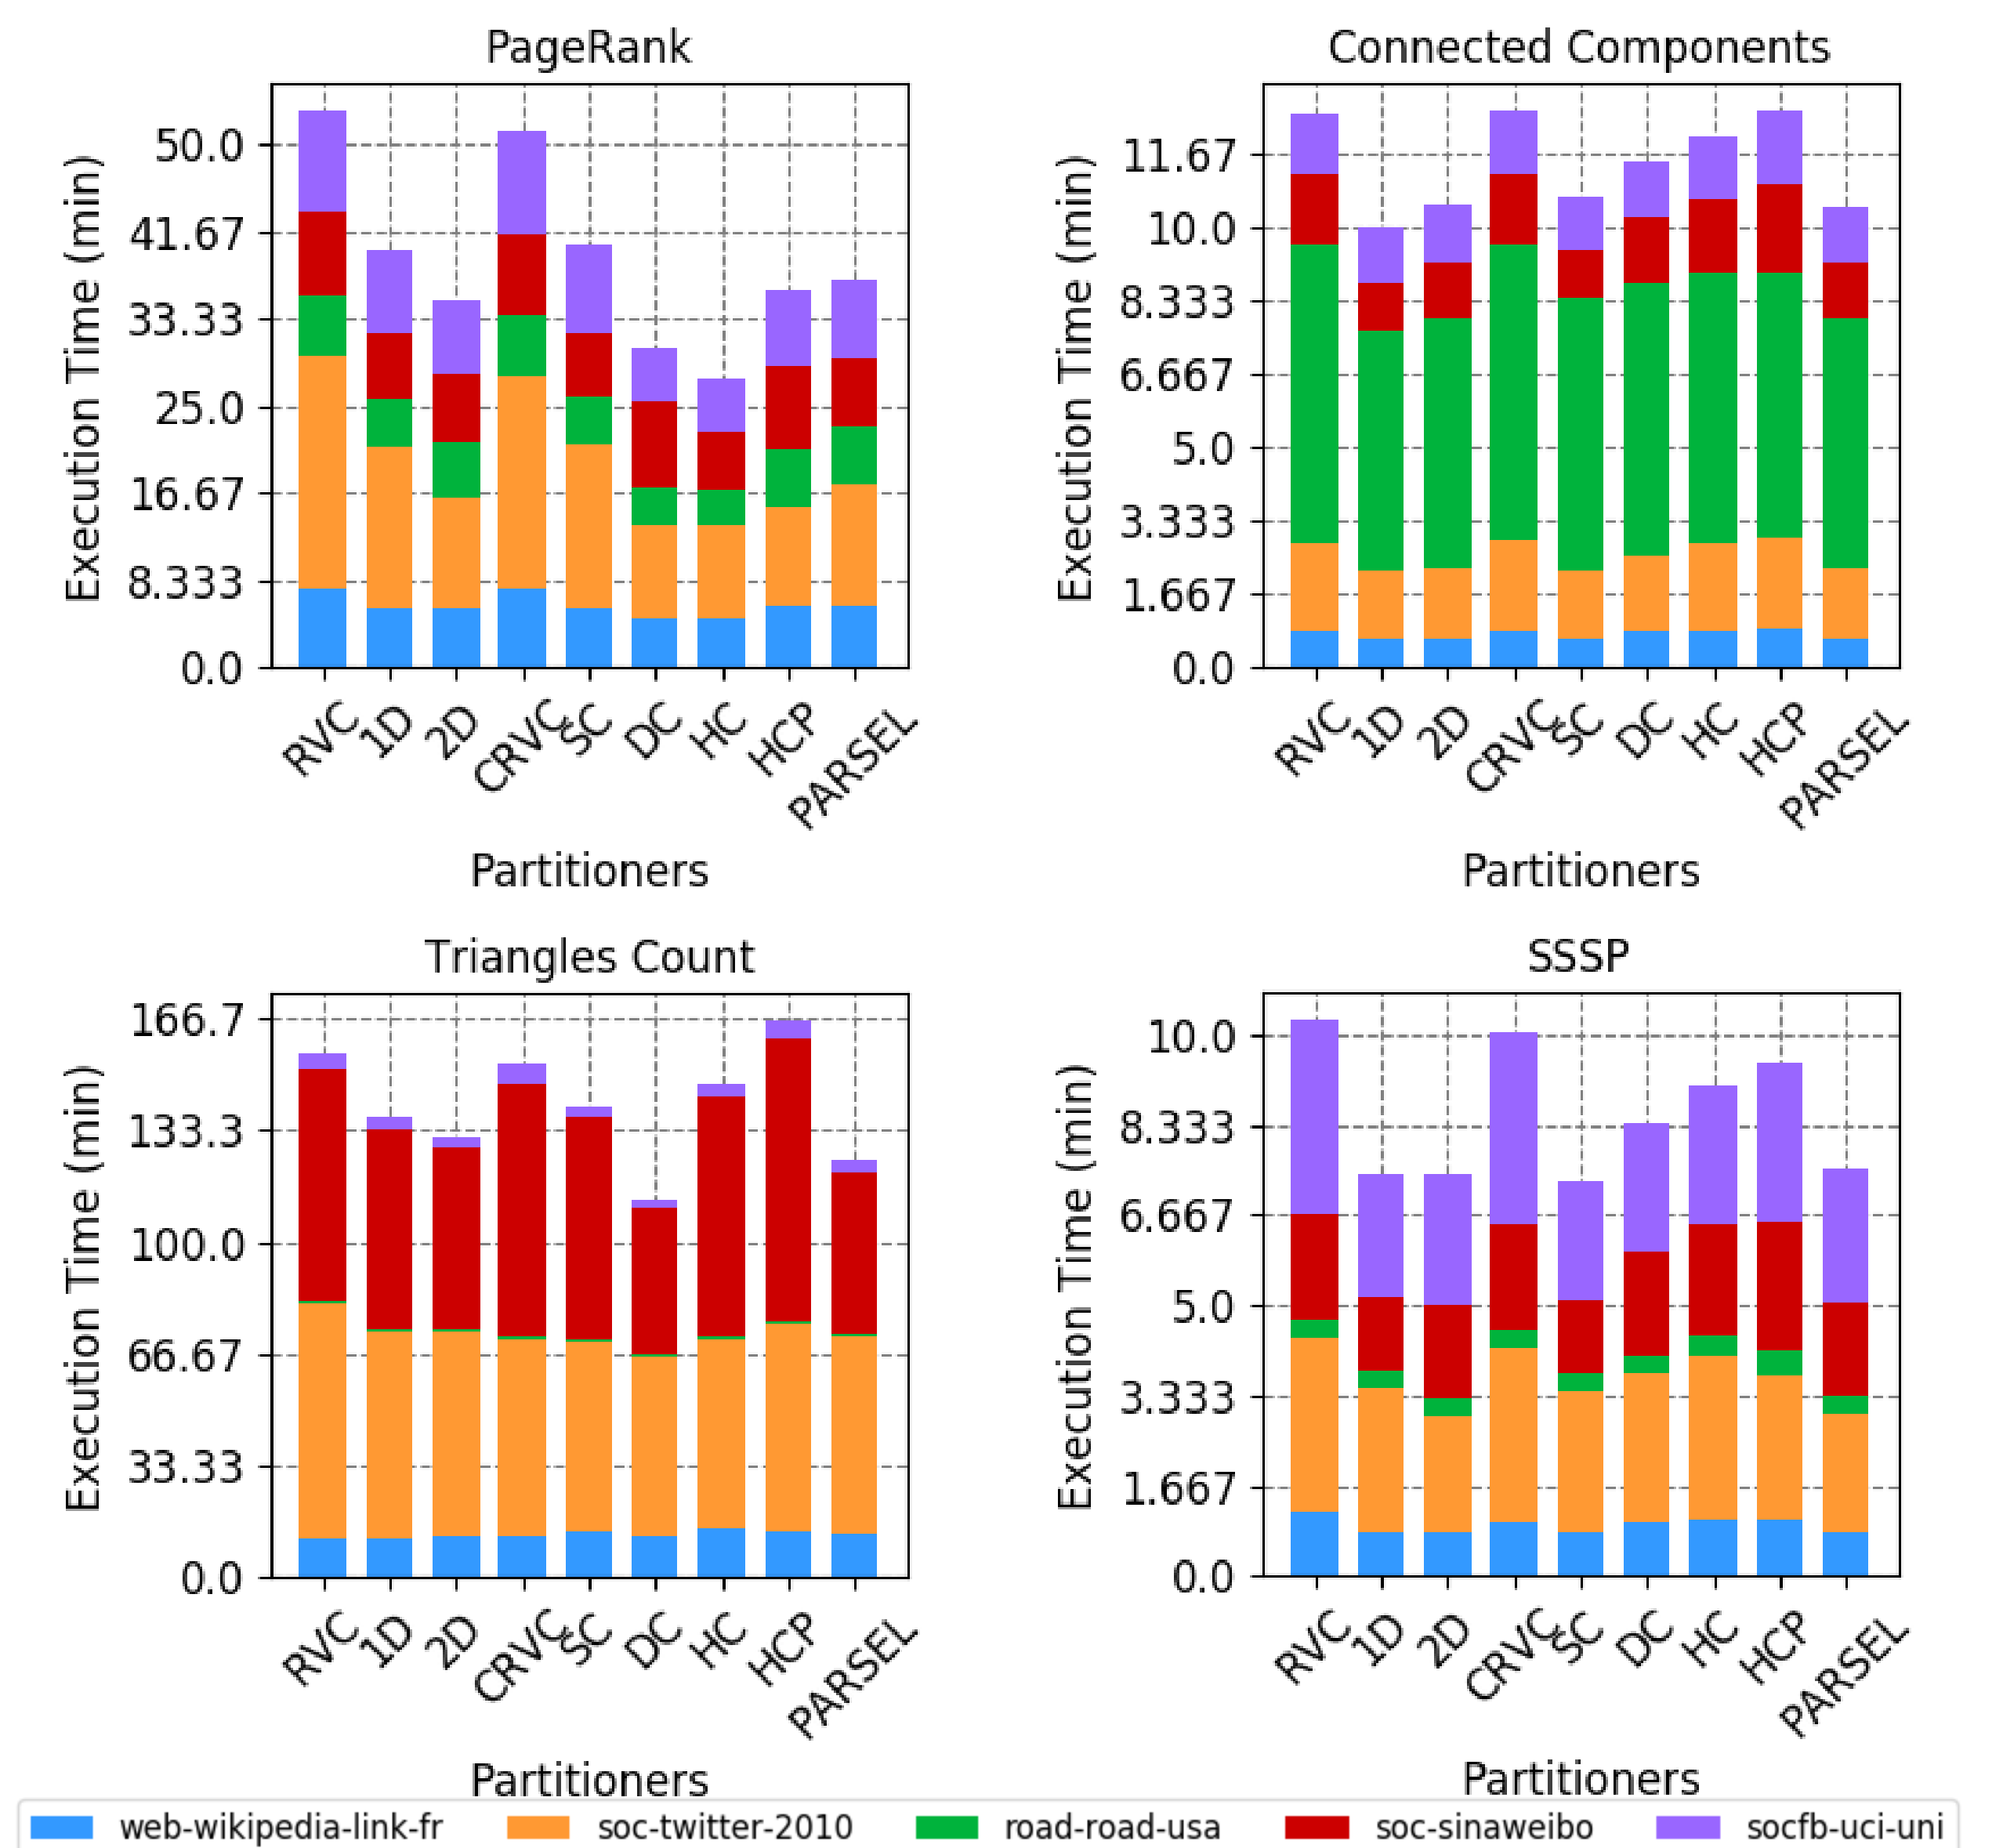 PageRank
Execution Time (min)
50.0
41.67
33.33
25.0
16.67
8.333
0.0
RVC
1D
2D
CRVC
SC
DC
HC
HCP
PARSEL
Partitioners
Connected Components
Execution Time (min)
11.67
10.0
8.333
6.667
5.0
3.333
1.667
0.0
RVC
1D
2D
CRVC
SC
DC
HC
HCP
PARSEL
Partitioners
Triangles Count
Execution Time (min)
166.7
133.3
100.0
66.67
33.33
0.0
RVC
1D
2D
CRVC
SC
DC
HC
HCP
PARSEL
Partitioners
SSSP
Execution Time (min)
10.0
8.333
6.667
5.0
3.333
1.667
0.0
RVC
1D
2D
CRVC
SC
DC
HC
HCP
PARSEL
Partitioners
web-wikipedia-link-fr soc-twitter-2010 road-road-usa soc-sinaweibo socfb-uci-uni